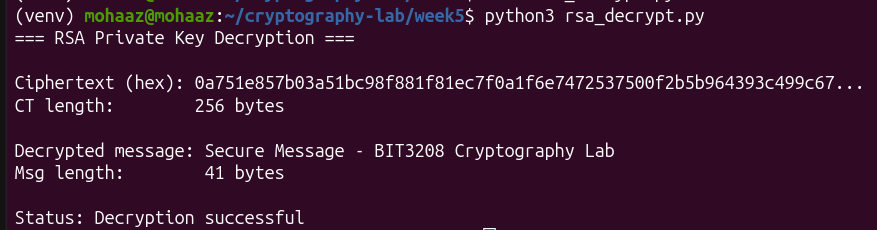 (venv) mohaaz@mohaaz:~/cryptography-lab/week5$ python3 rsa_decrypt.py
=== RSA Private Key Decryption ===
Ciphertext (hex): 0a751e857b03a51bc98f881f81ec7f0a1f6e7472537500f2b5b964393c499c67...
CT length: 256 bytes
Decrypted message: Secure Message - BIT3208 Cryptography Lab
Msg length: 41 bytes
Status: Decryption successful